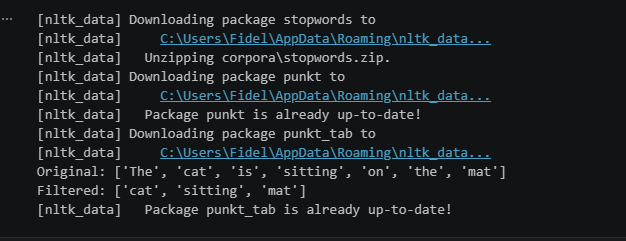 [nltk_data] Downloading package stopwords to
[nltk_data]     C:\Users\Fidel\AppData\Roaming\nltk_data...
[nltk_data]   Unzipping corpora\stopwords.zip.
[nltk_data] Downloading package punkt to
[nltk_data]     C:\Users\Fidel\AppData\Roaming\nltk_data...
[nltk_data]   Package punkt is already up-to-date!
[nltk_data] Downloading package punkt_tab to
[nltk_data]     C:\Users\Fidel\AppData\Roaming\nltk_data...
Original: ['The', 'cat', 'is', 'sitting', 'on', 'the', 'mat']
Filtered: ['cat', 'sitting', 'mat']
[nltk_data]   Package punkt_tab is already up-to-date!